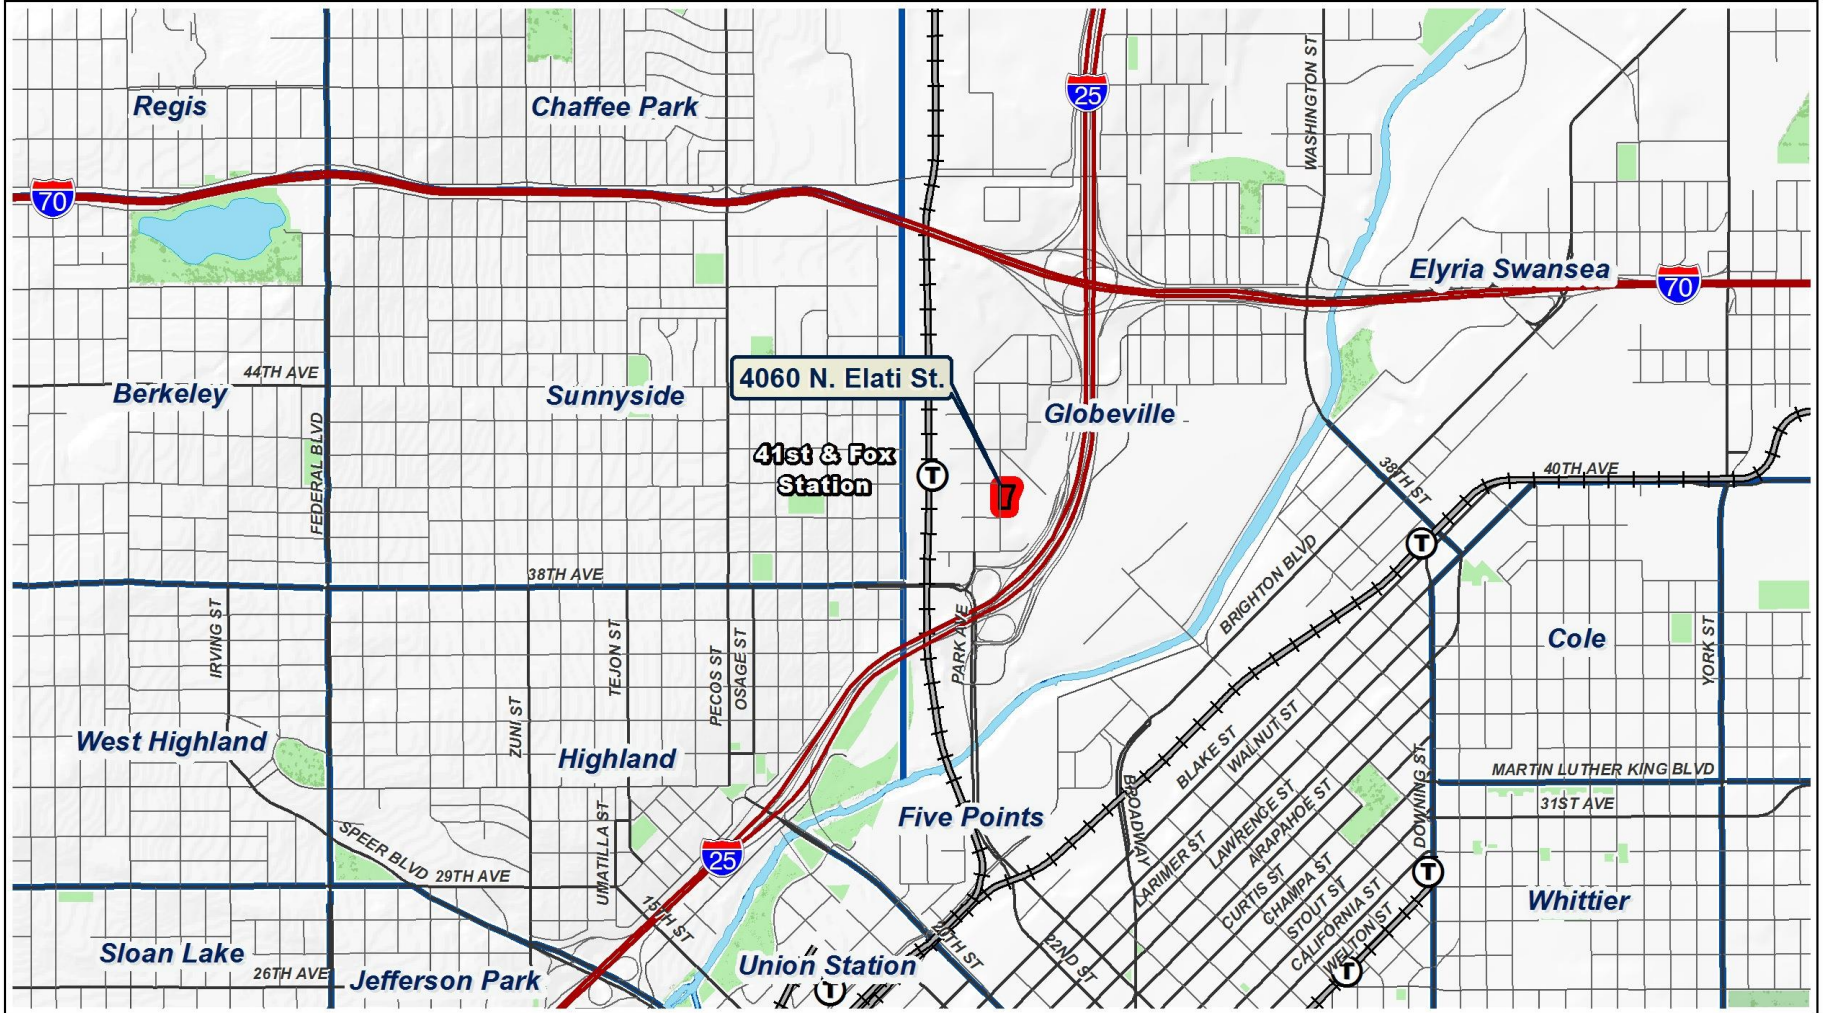 25
WASHINGTON ST
Regis
Chaffee Park
70
Elyria Swansea
70
44TH AVE
Berkeley
Sunnyside
4060 N. Elati St.
Globeville
FEDERAL BLVD
41st & Fox
Station
T
7
38TH ST
40TH AVE
T
38TH AVE
BRIGHTON BLVD
IRVING ST
TEJON ST
PECOS ST
OSAGE ST
PARK AVE
Cole
YORK ST
ZUNI ST
West Highland
Highland
BLAKE ST
WALNUT ST
DOWNING ST
MARTIN LUTHER KING BLVD
31ST AVE
Five Points
BROADWAY
LAWRENCE ST
ARAPAHOE ST
LARIMER ST
25
SPEER BLVD
29TH AVE
UMATILLA ST
15TH ST
CURTIS ST
CHAMPA ST
STOUT ST
CALIFORNIA ST
WELTON ST
T
Whittier
Sloan Lake
26TH AVE
Jefferson Park
Union Station
T
20TH ST
22ND ST
T